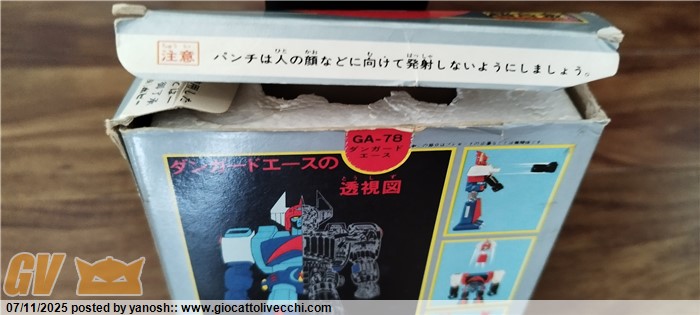 注意
パンチは人の顔などに向けて発射しないようにしましょう。
GA-78
ダンガード
エース
ダンガードエースの
透視図
GV
07/11/2025 posted by yanosh:: www.giocattolivecchi.com